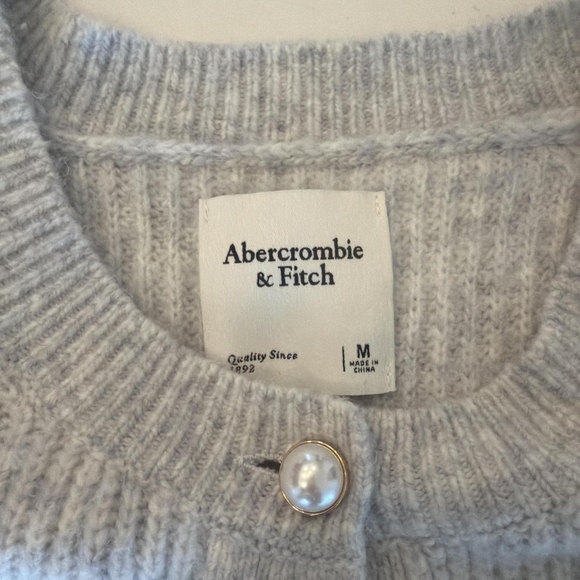 Abercrombie
& Fitch
Quality Since
1892
M
MADE IN
CHINA